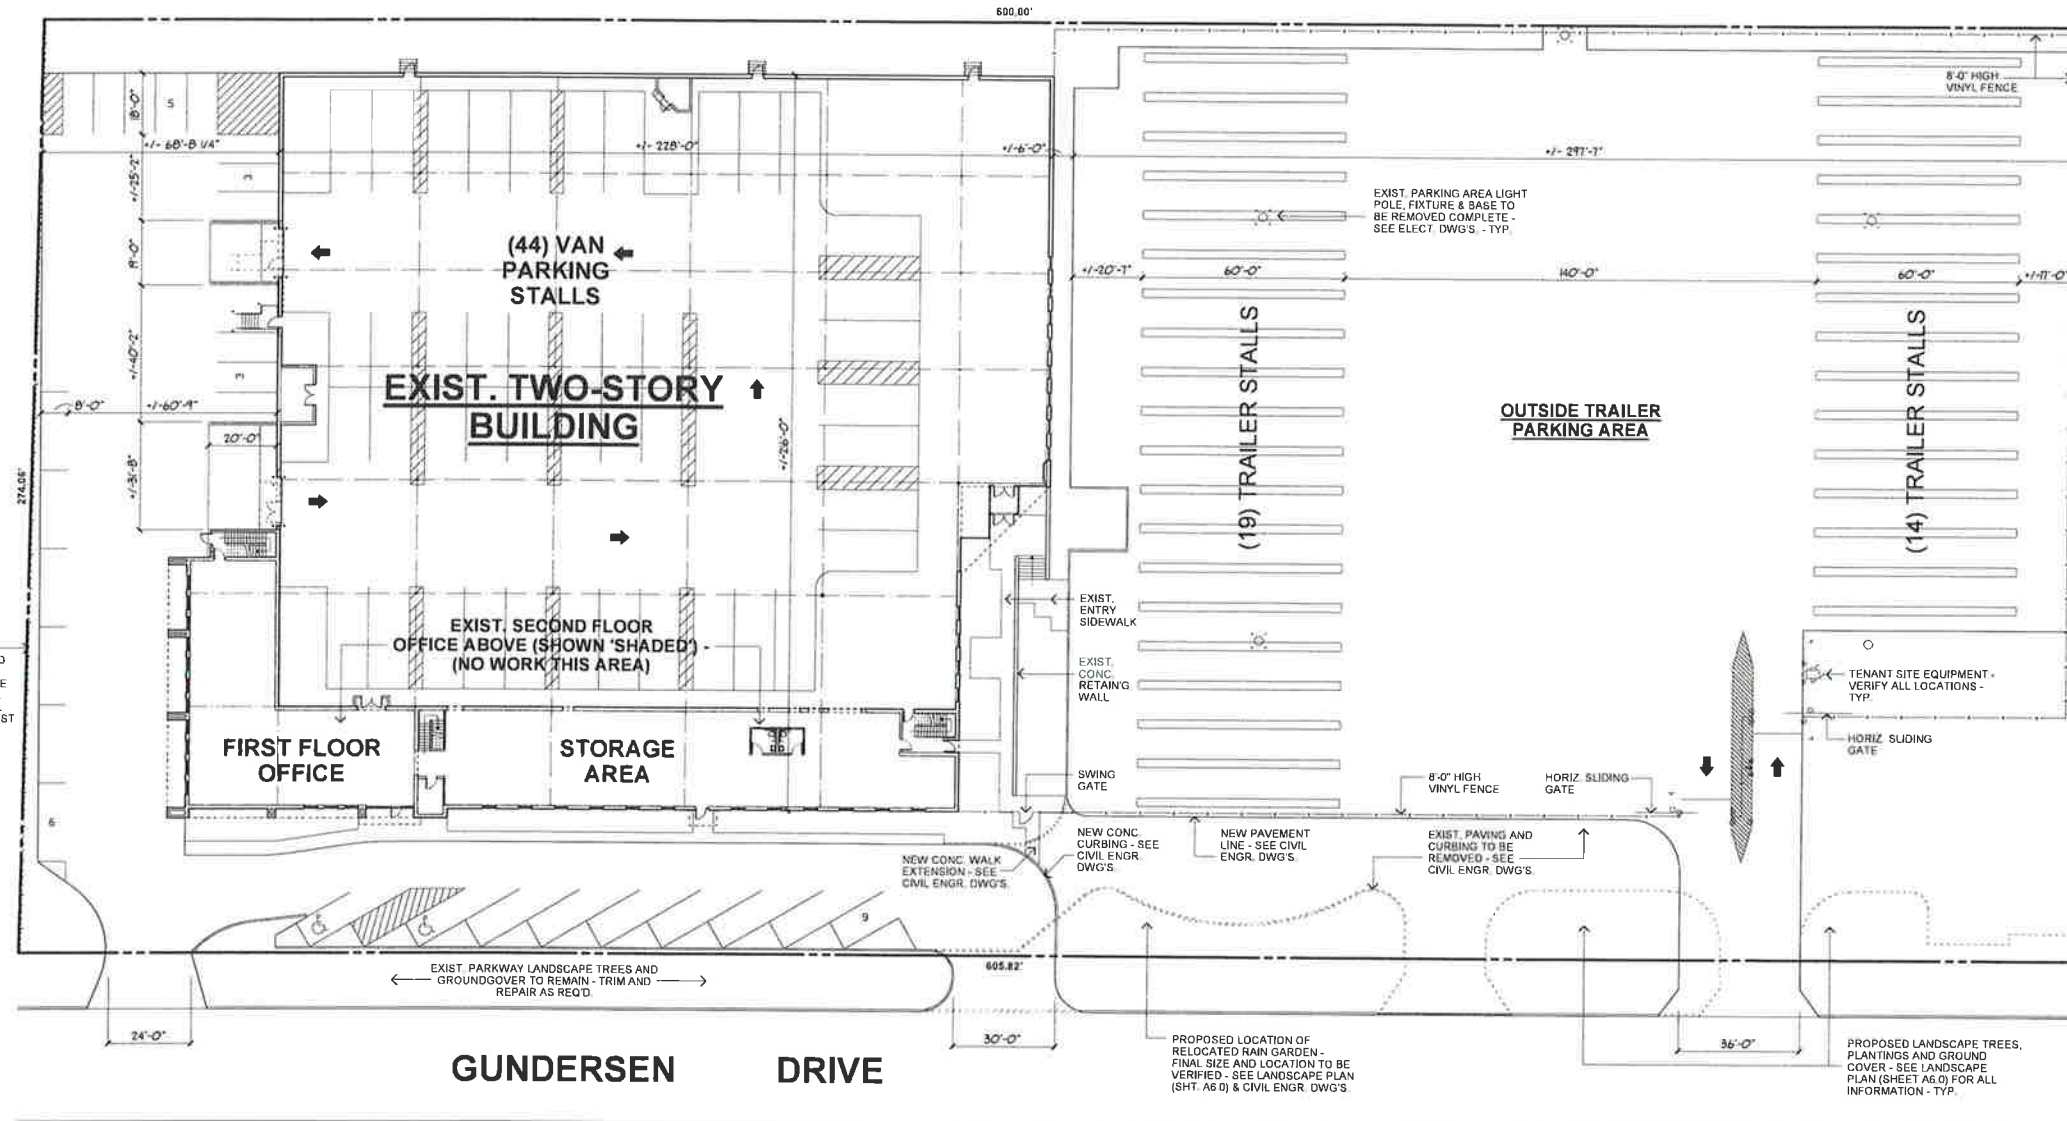 600.00'
8'-0" HIGH
VINYL FENCE
18'-0"
5
+/- 68'-8 1/4"
+/- 228'-0"
+/-6'-0"
+/- 297'-7"
+/-25'-2"
3
EXIST. PARKING AREA LIGHT
POLE, FIXTURE & BASE TO
BE REMOVED COMPLETE -
SEE ELECT. DWG'S. - TYP.
(44) VAN
PARKING
STALLS
19'-0"
+/-20'-7"
60'-0"
140'-0"
60'-0"
+/-17'-0"
(19) TRAILER STALLS
(14) TRAILER STALLS
+/-40'-2"
3
EXIST. TWO-STORY
BUILDING
OUTSIDE TRAILER
PARKING AREA
8'-0"
+/-60'-9"
20'-0"
+/-31'-8"
274.06'
EXIST.
ENTRY
SIDEWALK
EXIST. SECOND FLOOR
OFFICE ABOVE (SHOWN 'SHADED') -
(NO WORK THIS AREA)
EXIST.
CONC.
RETAIN'G
WALL
D
E
ST
TENANT SITE EQUIPMENT -
VERIFY ALL LOCATIONS -
TYP.
HORIZ. SLIDING
GATE
FIRST FLOOR
OFFICE
STORAGE
AREA
SWING
GATE
8'-0" HIGH
VINYL FENCE
HORIZ. SLIDING
GATE
6
NEW CONC. WALK
EXTENSION - SEE
CIVIL ENGR. DWG'S.
NEW CONC.
CURBING - SEE
CIVIL ENGR.
DWG'S.
NEW PAVEMENT
LINE - SEE CIVIL
ENGR. DWG'S.
EXIST. PAVING AND
CURBING TO BE
REMOVED - SEE
CIVIL ENGR. DWG'S.
9
605.82'
EXIST. PARKWAY LANDSCAPE TREES AND
GROUNDGOVER TO REMAIN - TRIM AND
REPAIR AS REQ'D.
24'-0"
30'-0"
36'-0"
GUNDERSEN DRIVE
PROPOSED LOCATION OF
RELOCATED RAIN GARDEN -
FINAL SIZE AND LOCATION TO BE
VERIFIED - SEE LANDSCAPE PLAN
(SHT. A6.0) & CIVIL ENGR. DWG'S.
PROPOSED LANDSCAPE TREES,
PLANTINGS AND GROUND
COVER - SEE LANDSCAPE
PLAN (SHEET A6.0) FOR ALL
INFORMATION - TYP.